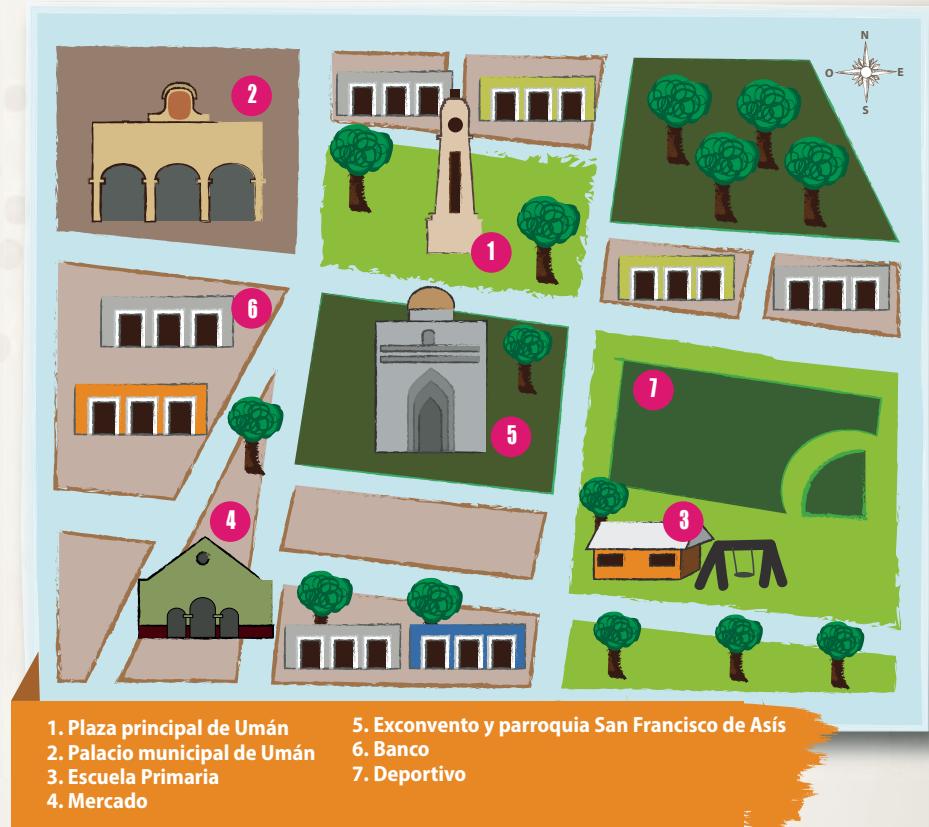 N
O
E
S
2
1
6
7
5
3
4
1. Plaza principal de Umán
2. Palacio municipal de Umán
3. Escuela Primaria
4. Mercado
5. Exconvento y parroquia San Francisco de Asís
6. Banco
7. Deportivo